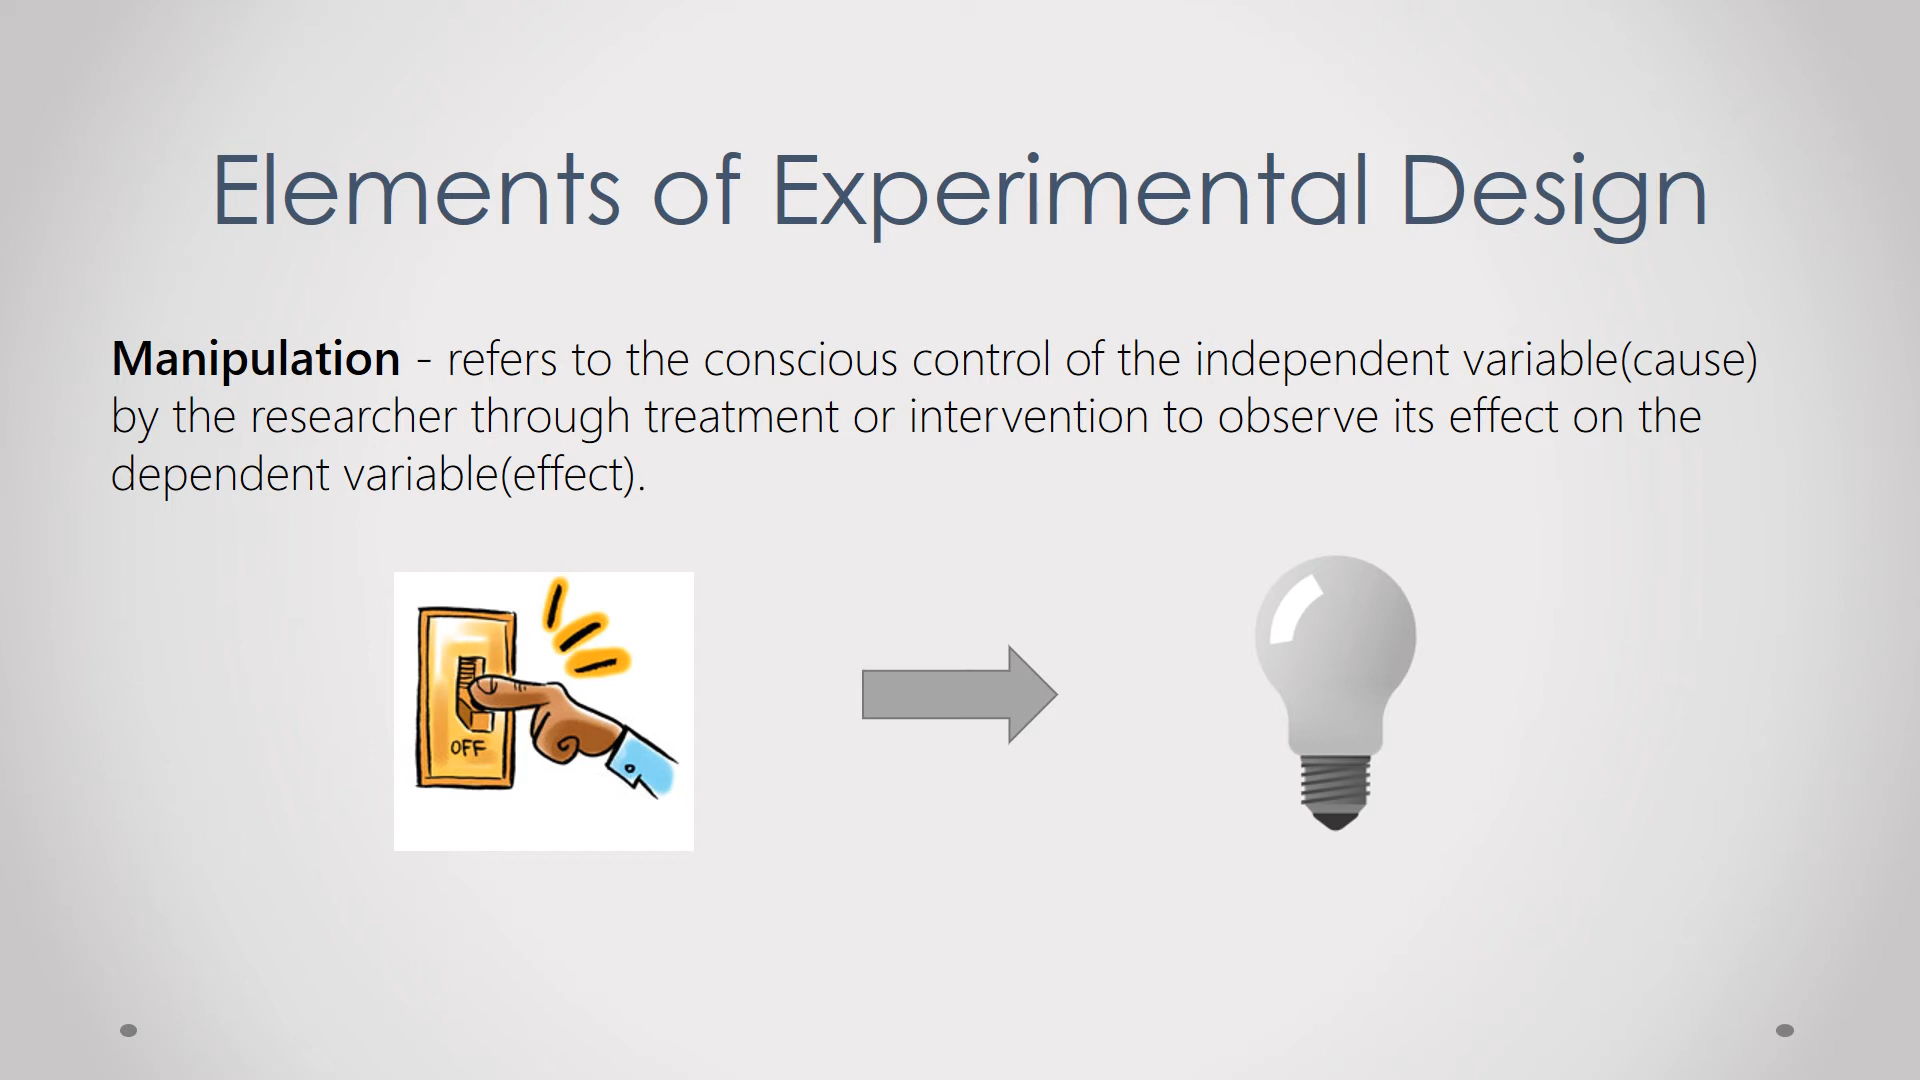 Elements of Experimental Design
Manipulation - refers to the conscious control of the independent variable(cause)
by the researcher through treatment or intervention to observe its effect on the
dependent variable(effect).
OFF